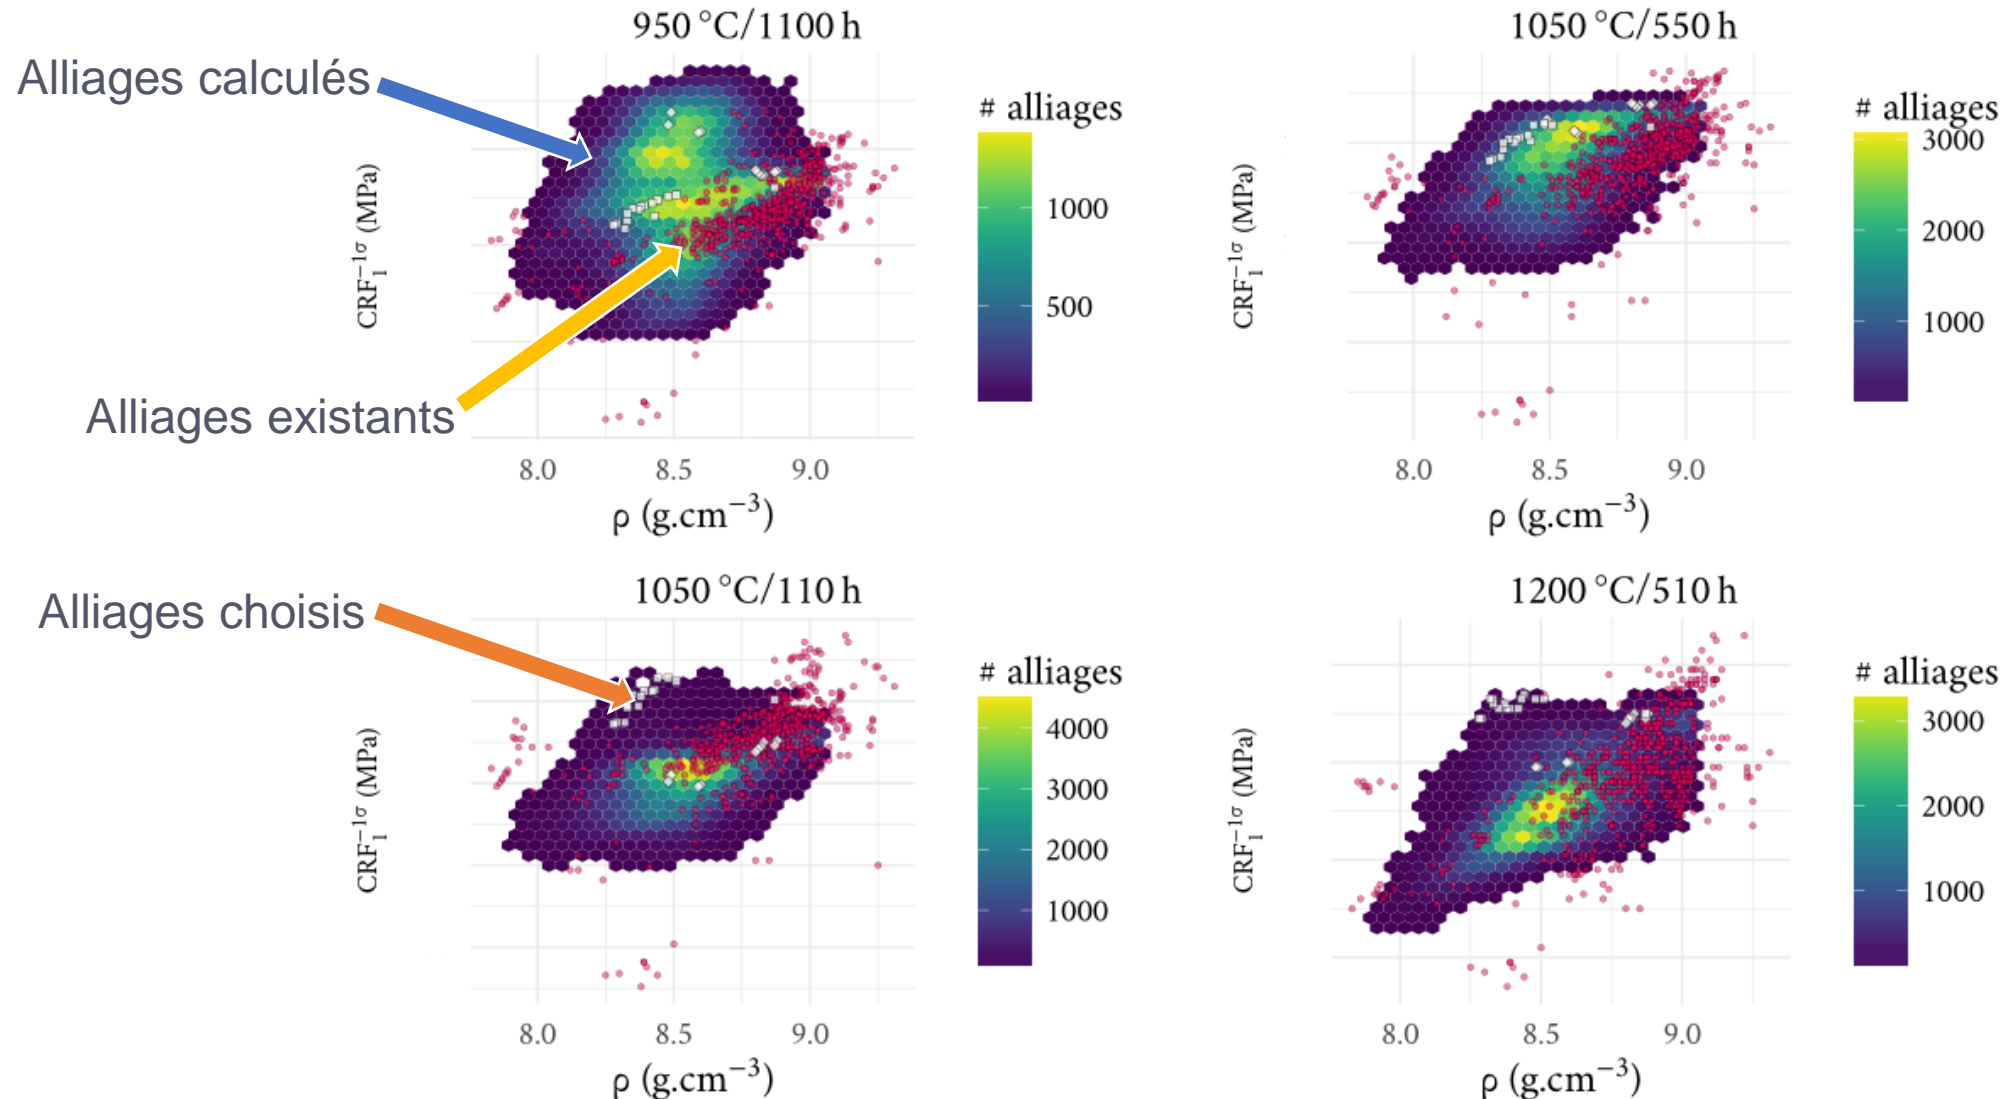 950 °C/1100 h
Alliages calculés
Alliages existants
CRF₁⁻¹σ (MPa)
# alliages
1000
500
8.0 8.5 9.0
ρ (g.cm⁻³)
1050 °C/550 h
CRF₁⁻¹σ (MPa)
# alliages
3000
2000
1000
8.0 8.5 9.0
ρ (g.cm⁻³)
1050 °C/110 h
Alliages choisis
CRF₁⁻¹σ (MPa)
# alliages
4000
3000
2000
1000
8.0 8.5 9.0
ρ (g.cm⁻³)
1200 °C/510 h
CRF₁⁻¹σ (MPa)
# alliages
3000
2000
1000
8.0 8.5 9.0
ρ (g.cm⁻³)